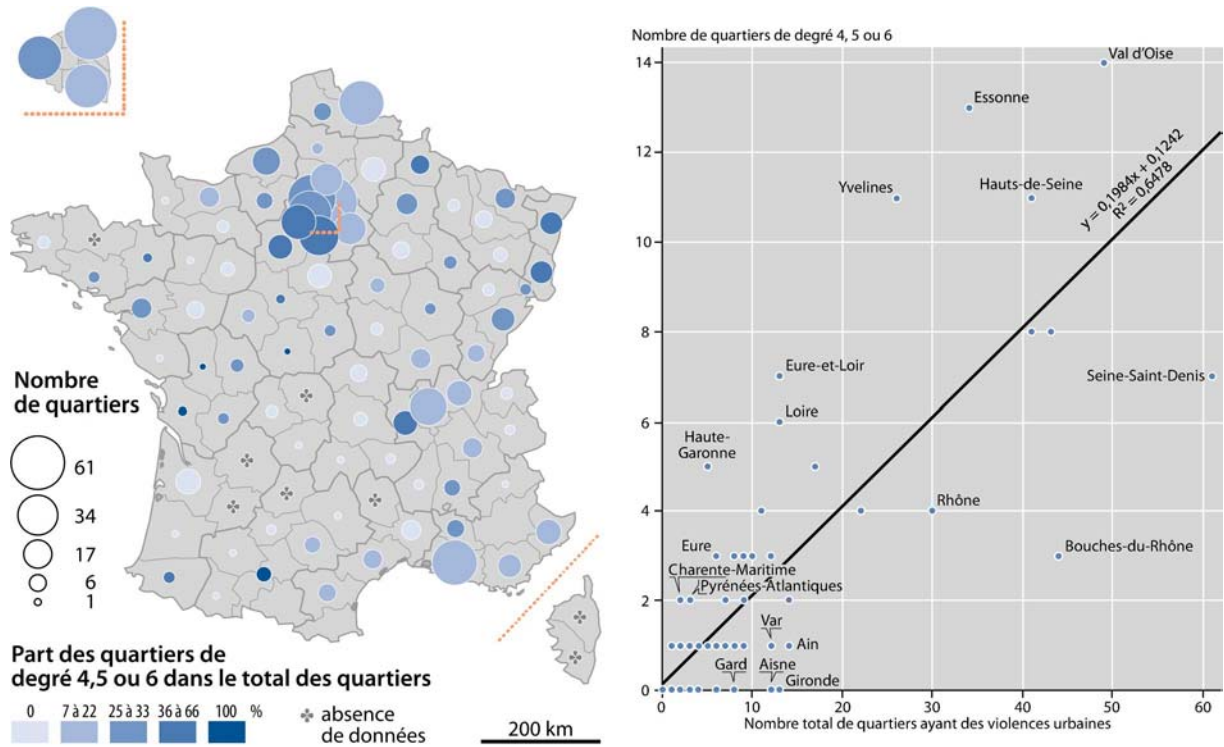 Nombre
de quartiers
61
34
17
6
1
Part des quartiers de
degré 4,5 ou 6 dans le total des quartiers
0
7 à 22
25 à 33
36 à 66
100
%
absence
de données
200 km
Nombre de quartiers de degré 4, 5 ou 6
14
12
10
8
6
4
2
0
Val d'Oise
Essonne
Yvelines
Hauts-de-Seine
y = 0,1984x + 0,1242
R² = 0,6478
Eure-et-Loir
Seine-Saint-Denis
Loire
Haute-
Garonne
Rhône
Eure
Bouches-du-Rhône
Charente-Maritime
Pyrénées-Atlantiques
Var
Ain
Gard
Aisne
Gironde
0
10
20
30
40
50
60
Nombre total de quartiers ayant des violences urbaines